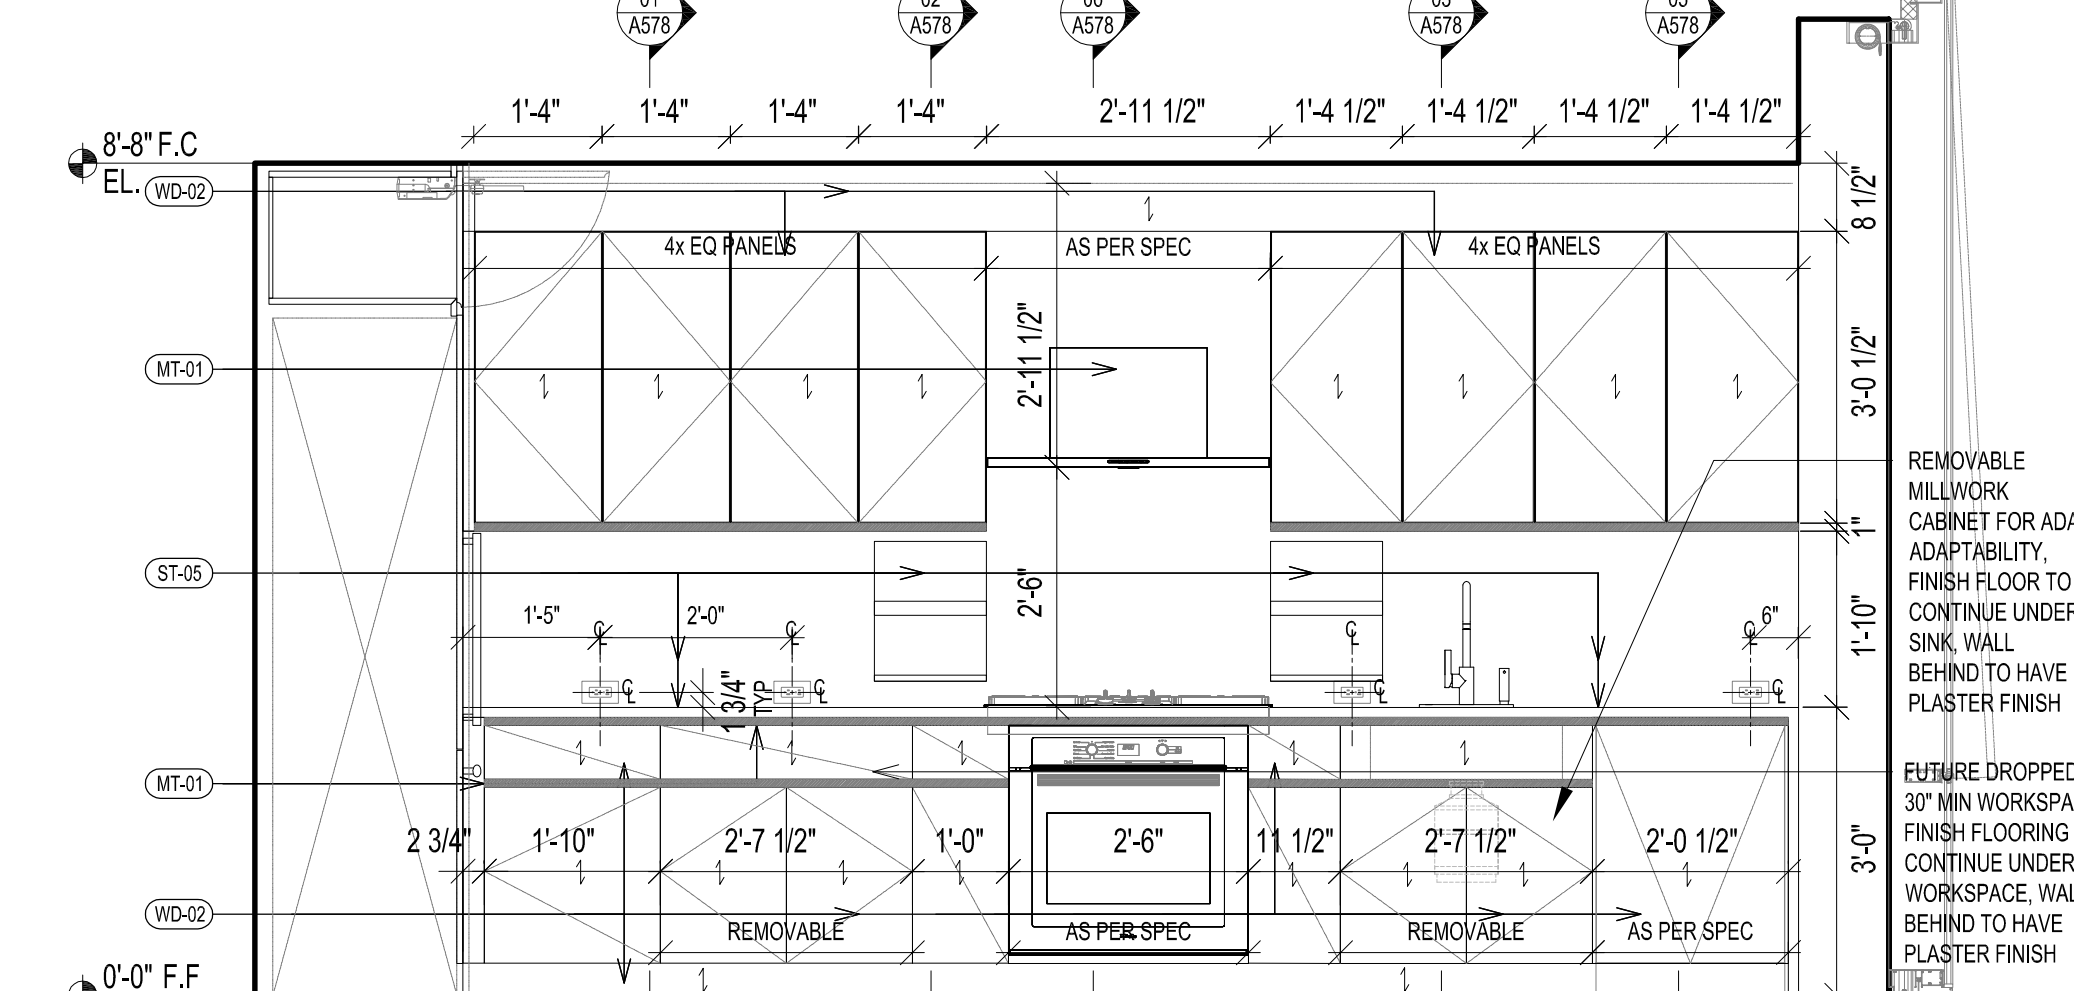 01 02 06 03 05
A578 A578 A578 A578 A578
1'-4" 1'-4" 1'-4" 1'-4" 2'-11 1/2" 1'-4 1/2" 1'-4 1/2" 1'-4 1/2" 1'-4 1/2"
8'-8" F.C
EL.
WD-02
8 1/2"
4x EQ PANELS AS PER SPEC 4x EQ PANELS
2'-11 1/2"
3'-0 1/2"
MT-01
REMOVABLE
MILLWORK
CABINET FOR ADA
ADAPTABILITY,
FINISH FLOOR TO
CONTINUE UNDER
SINK, WALL
BEHIND TO HAVE
PLASTER FINISH
1"
ST-05
2'-6"
1'-10"
1'-5" 2'-0" 6"
1 3/4"
TYP
MT-01
FUTURE DROPPED
30" MIN WORKSPA
FINISH FLOORING
CONTINUE UNDER
WORKSPACE, WAL
BEHIND TO HAVE
PLASTER FINISH
2 3/4" 1'-10" 2'-7 1/2" 1'-0" 2'-6" 11 1/2" 2'-7 1/2" 2'-0 1/2"
3'-0"
WD-02
REMOVABLE AS PER SPEC REMOVABLE AS PER SPEC
0'-0" F.F